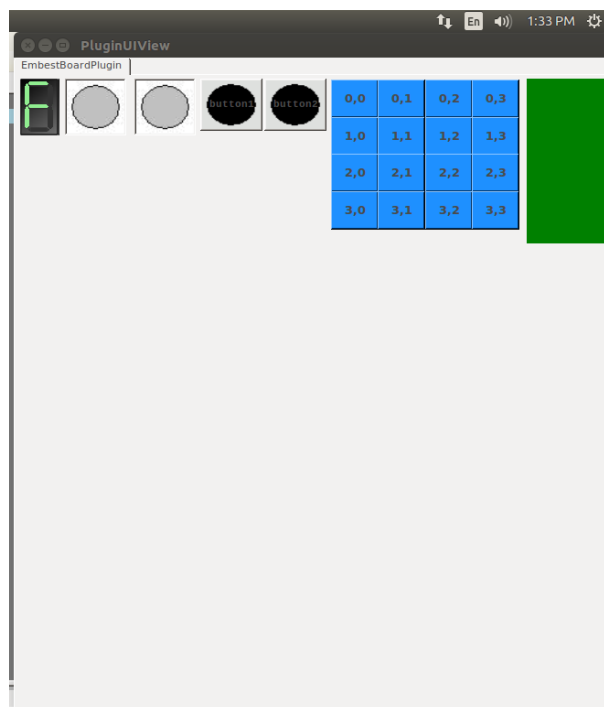 En 1:33 PM
PluginUIView
EmbestBoardPlugin
F button1 button2 0,0 0,1 0,2 0,3
1,0 1,1 1,2 1,3
2,0 2,1 2,2 2,3
3,0 3,1 3,2 3,3